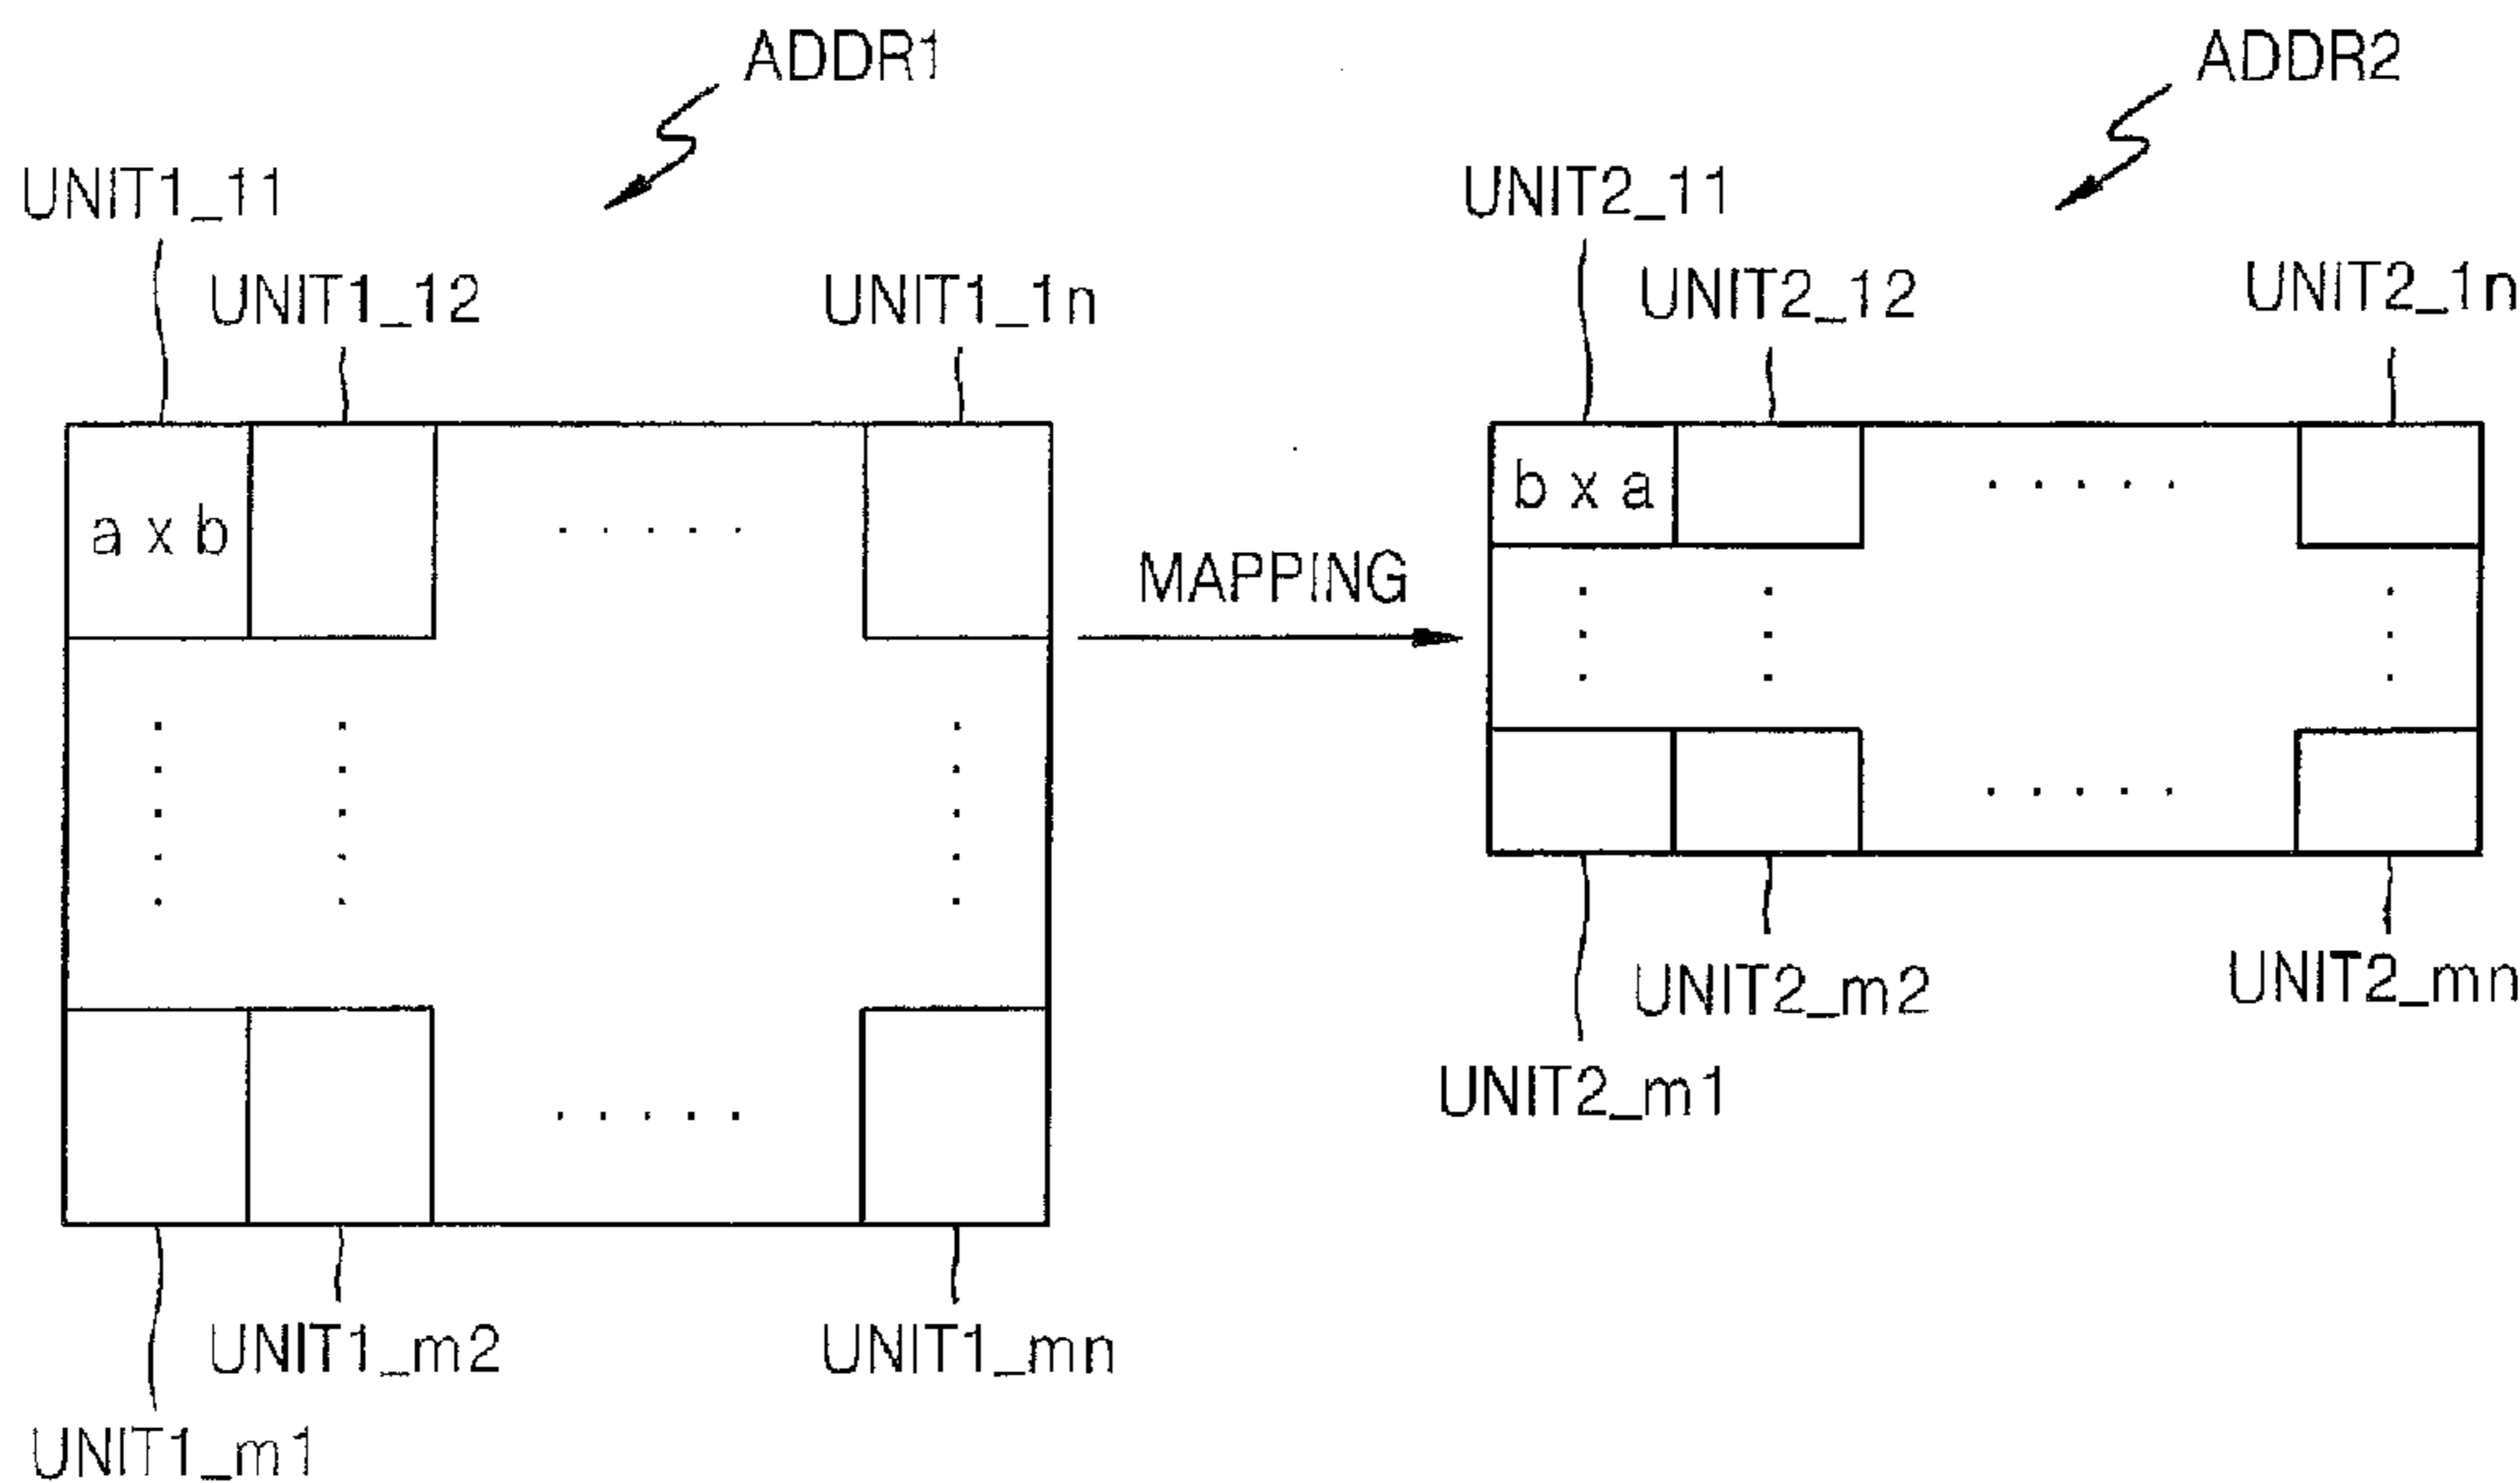 ADDR1
ADDR2
UNIT1_11
UNIT2_11
UNIT1_12
UNIT1_1n
UNIT2_12
UNIT2_1n
a x b
b x a
MAPPING
UNIT2_m2
UNIT2_mn
UNIT2_m1
UNIT1_m2
UNIT1_mn
UNIT1_m1